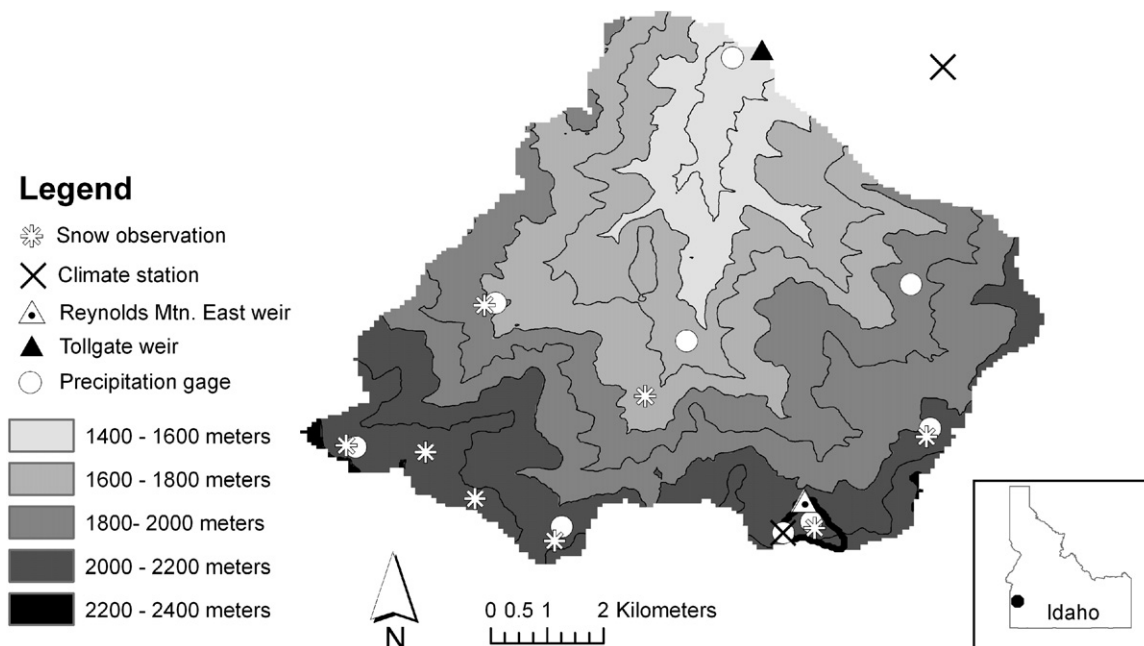 Legend
Snow observation
Climate station
Reynolds Mtn. East weir
Tollgate weir
Precipitation gage
1400 - 1600 meters
1600 - 1800 meters
1800- 2000 meters
2000 - 2200 meters
2200 - 2400 meters
N
0 0.5 1 2 Kilometers
Idaho